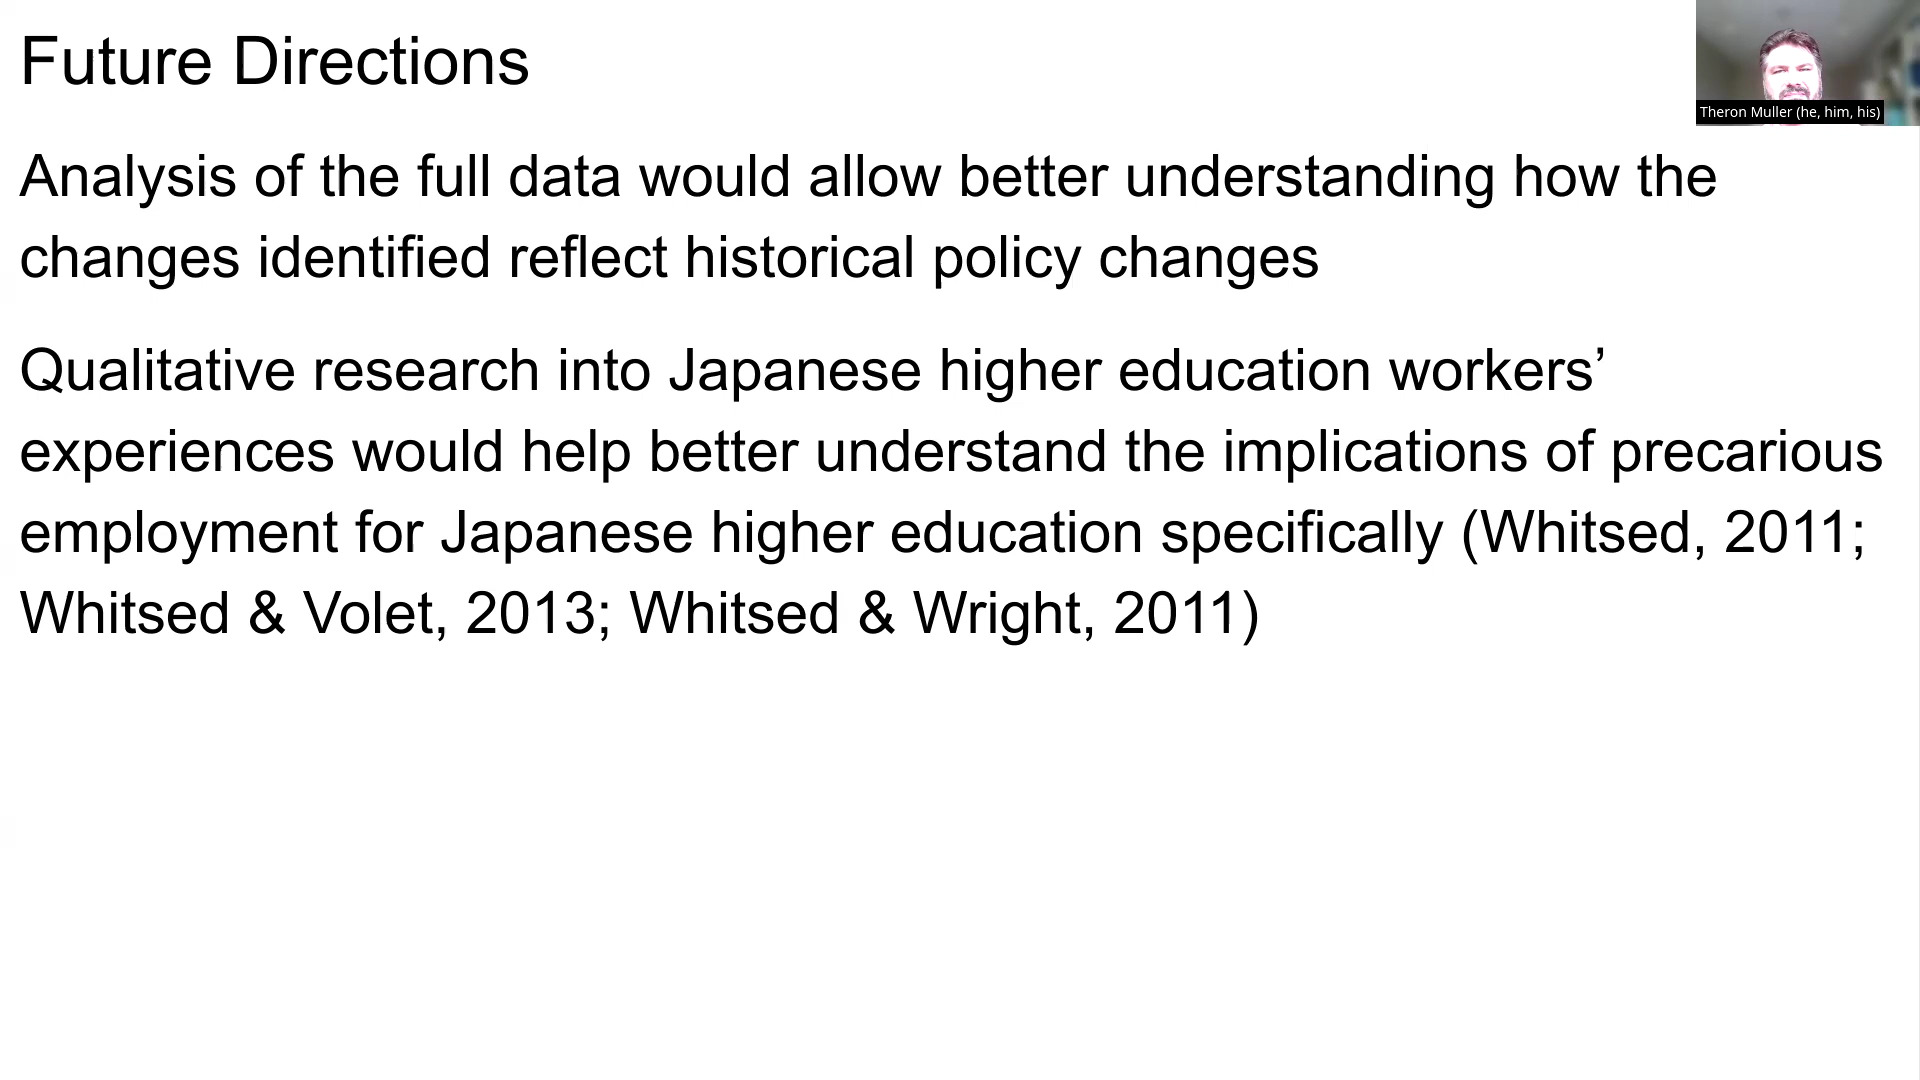 Future Directions
Theron Muller (he, him, his)
Analysis of the full data would allow better understanding how the
changes identified reflect historical policy changes
Qualitative research into Japanese higher education workers’
experiences would help better understand the implications of precarious
employment for Japanese higher education specifically (Whitsed, 2011;
Whitsed & Volet, 2013; Whitsed & Wright, 2011)